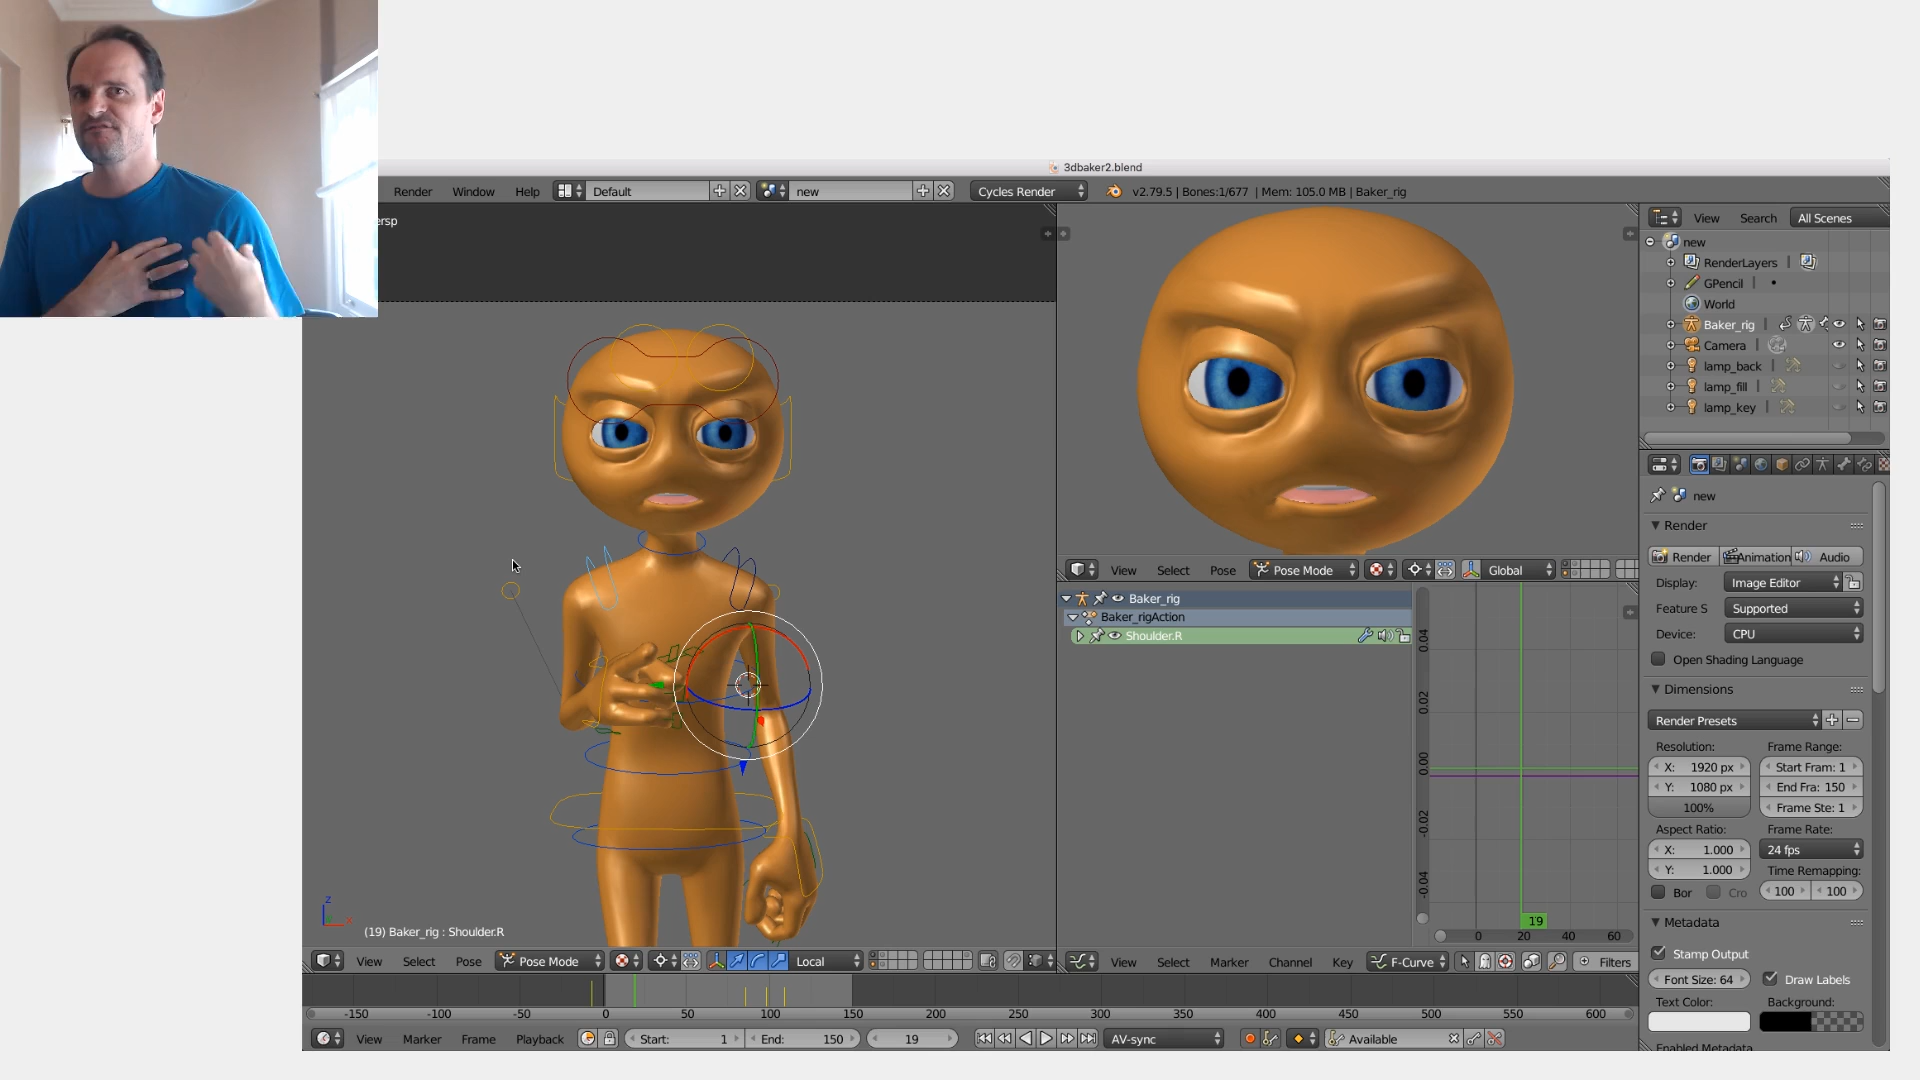 3dbaker2.blend
Render Window Help Default new Cycles Render v2.79.5 | Bones:1/677 | Mem: 105.0 MB | Baker_rig
ersp
View Search All Scenes
new
RenderLayers
GPencil
World
Baker_rig
Camera
lamp_back
lamp_fill
lamp_key
new
Render
Render Animation Audio
Display: Image Editor
Feature S Supported
Device: CPU
Open Shading Language
Dimensions
Render Presets
Resolution: Frame Range:
X: 1920 px Start Fram: 1
Y: 1080 px End Fra: 150
100% Frame Ste: 1
Aspect Ratio: Frame Rate:
X: 1.000 24 fps
Y: 1.000 Time Remapping:
Bor Cro 100 100
Metadata
Stamp Output
Font Size: 64 Draw Labels
Text Color: Background:
Enabled Metadata
View Select Pose Pose Mode Global
Baker_rig
Baker_rigAction
Shoulder.R
0.04
0.02
0.00
-0.02
-0.04
19
0 20 40 60
View Select Marker Channel Key F-Curve Filters
z
x
(19) Baker_rig : Shoulder.R
View Select Pose Pose Mode Local
-150 -100 -50 0 50 100 150 200 250 300 350 400 450 500 550 600
View Marker Frame Playback Start: 1 End: 150 19 AV-sync Available